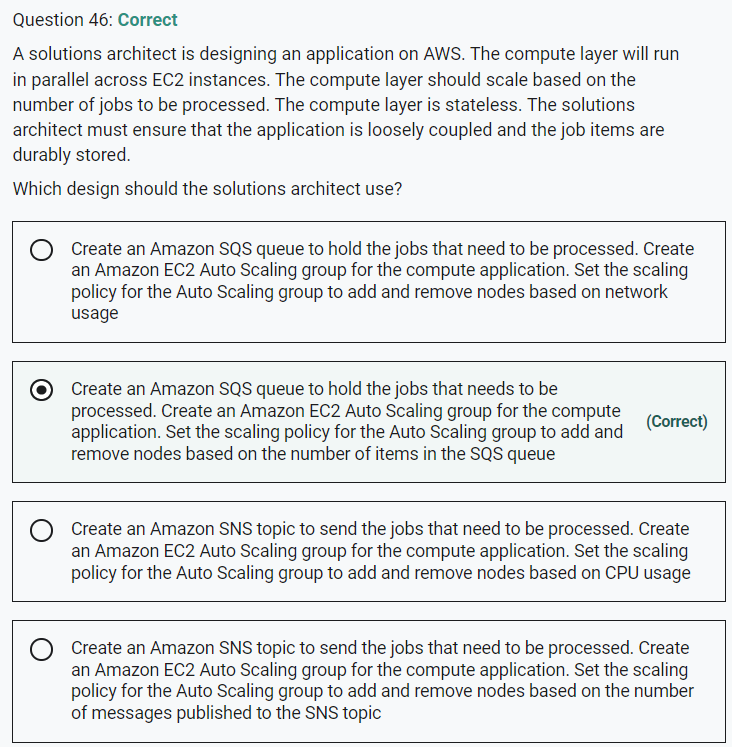 Question 46: Correct
A solutions architect is designing an application on AWS. The compute layer will run
in parallel across EC2 instances. The compute layer should scale based on the
number of jobs to be processed. The compute layer is stateless. The solutions
architect must ensure that the application is loosely coupled and the job items are
durably stored.
Which design should the solutions architect use?
Create an Amazon SQS queue to hold the jobs that need to be processed. Create
an Amazon EC2 Auto Scaling group for the compute application. Set the scaling
policy for the Auto Scaling group to add and remove nodes based on network
usage
Create an Amazon SQS queue to hold the jobs that needs to be
processed. Create an Amazon EC2 Auto Scaling group for the compute
application. Set the scaling policy for the Auto Scaling group to add and
remove nodes based on the number of items in the SQS queue
(Correct)
Create an Amazon SNS topic to send the jobs that need to be processed. Create
an Amazon EC2 Auto Scaling group for the compute application. Set the scaling
policy for the Auto Scaling group to add and remove nodes based on CPU usage
Create an Amazon SNS topic to send the jobs that need to be processed. Create
an Amazon EC2 Auto Scaling group for the compute application. Set the scaling
policy for the Auto Scaling group to add and remove nodes based on the number
of messages published to the SNS topic